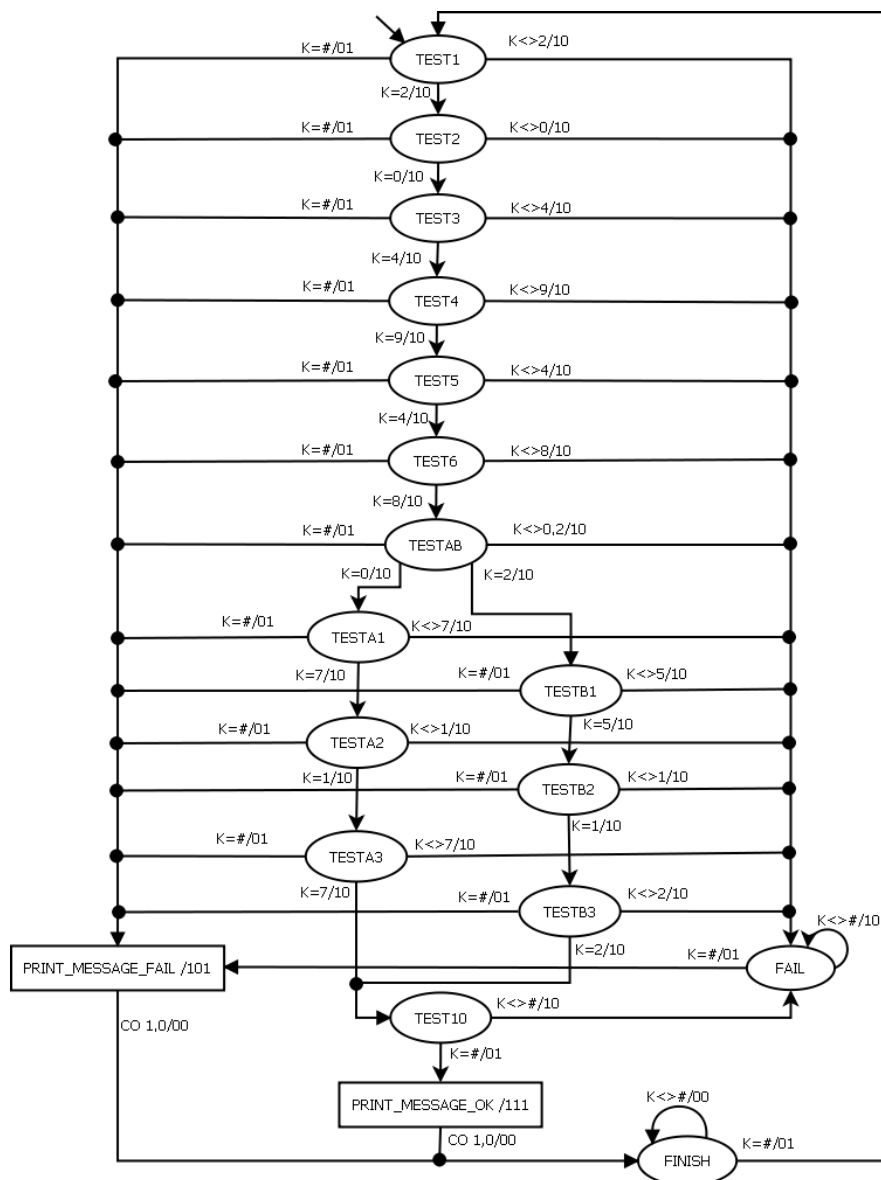 K=#/01 K<>2/10
TEST1
K=2/10
K=#/01 K<>0/10
TEST2
K=0/10
K=#/01 K<>4/10
TEST3
K=4/10
K=#/01 K<>9/10
TEST4
K=9/10
K=#/01 K<>4/10
TEST5
K=4/10
K=#/01 K<>8/10
TEST6
K=8/10
K=#/01 K<>0,2/10
TESTAB
K=0/10 K=2/10
K=#/01 K<>7/10
TESTA1
K=7/10 K=#/01 K<>5/10
TESTB1
K=#/01 K<>1/10 K=5/10
TESTA2
K=1/10 K=#/01 K<>1/10
TESTB2
K=1/10
K=#/01 K<>7/10
TESTA3
K=7/10 K=#/01 K<>2/10
TESTB3
K<>#/10
K=2/10 K=#/01
PRINT_MESSAGE_FAIL /101 FAIL
K<>#/10
TEST10
CO 1,0/00
K=#/01
PRINT_MESSAGE_OK /111 K<>#/00
CO 1,0/00 K=#/01
FINISH